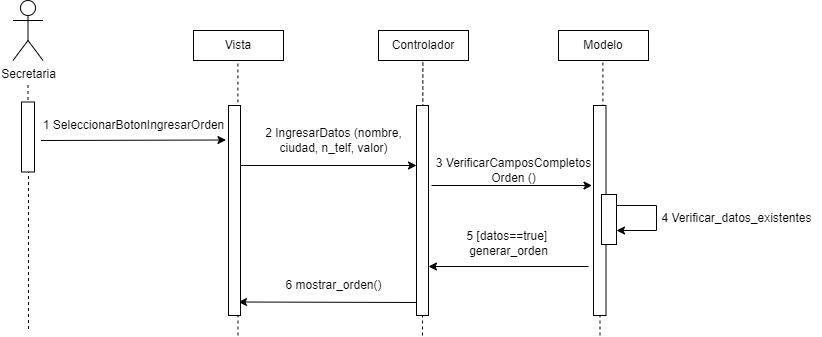 Vista
Controlador
Modelo
Secretaria
1 SeleccionarBotonIngresarOrden
2 IngresarDatos (nombre,
ciudad, n_telf, valor)
3 VerificarCamposCompletos
Orden ()
4 Verificar_datos_existentes
5 [datos==true]
generar_orden
6 mostrar_orden()